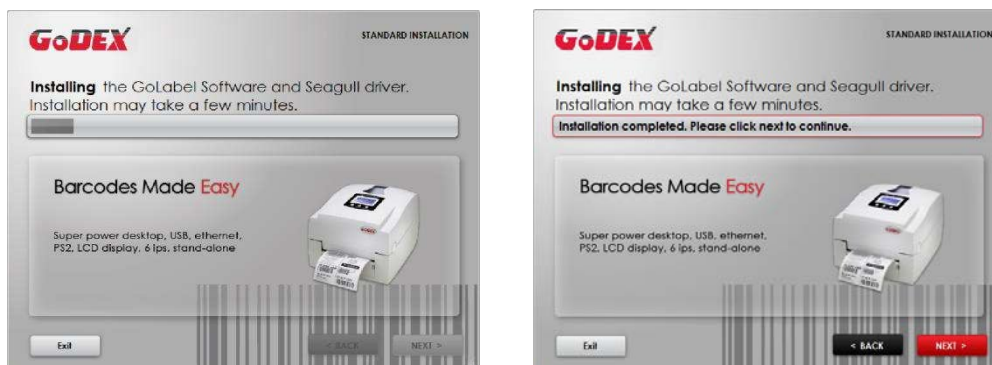 GoDEX
STANDARD INSTALLATION
Installing the GoLabel Software and Seagull driver.
Installation may take a few minutes.
Barcodes Made Easy
Super power desktop, USB, ethernet,
PS2, LCD display, 6 ips, stand-alone
Exit
< BACK
NEXT >
GoDEX
STANDARD INSTALLATION
Installing the GoLabel Software and Seagull driver.
Installation may take a few minutes.
Installation completed. Please click next to continue.
Barcodes Made Easy
Super power desktop, USB, ethernet,
PS2, LCD display, 6 ips, stand-alone
Exit
< BACK
NEXT >